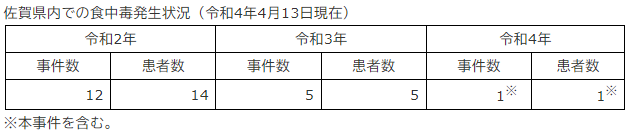 佐賀県内での食中毒発生状況（令和4年4月13日現在）
令和2年 令和3年 令和4年
事件数 患者数 事件数 患者数 事件数 患者数
12 14 5 5 1※ 1※
※本事件を含む。